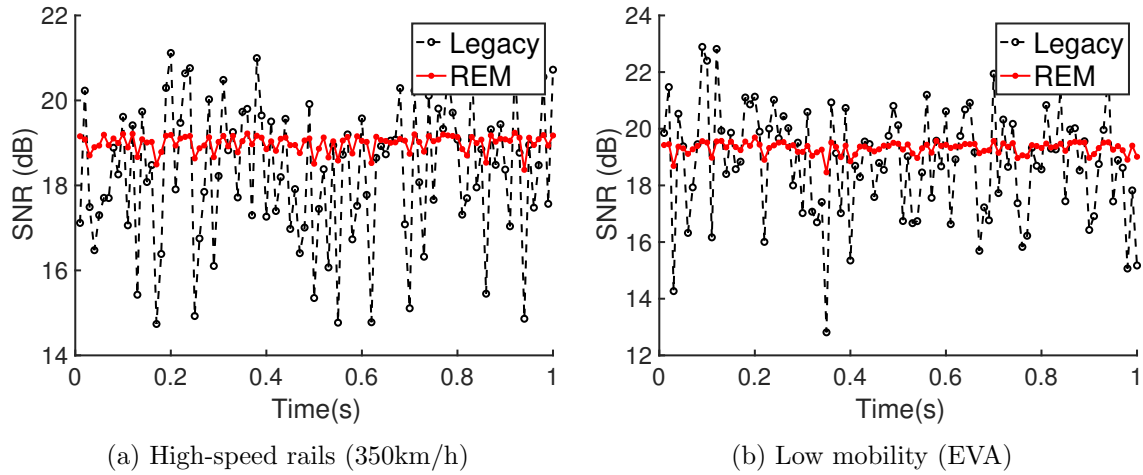 22
20
18
16
14
SNR (dB)
0
0.2
0.4
0.6
0.8
1
Time(s)
Legacy
REM
(a) High-speed rails (350km/h)
24
22
20
18
16
14
12
SNR (dB)
0
0.2
0.4
0.6
0.8
1
Time(s)
Legacy
REM
(b) Low mobility (EVA)